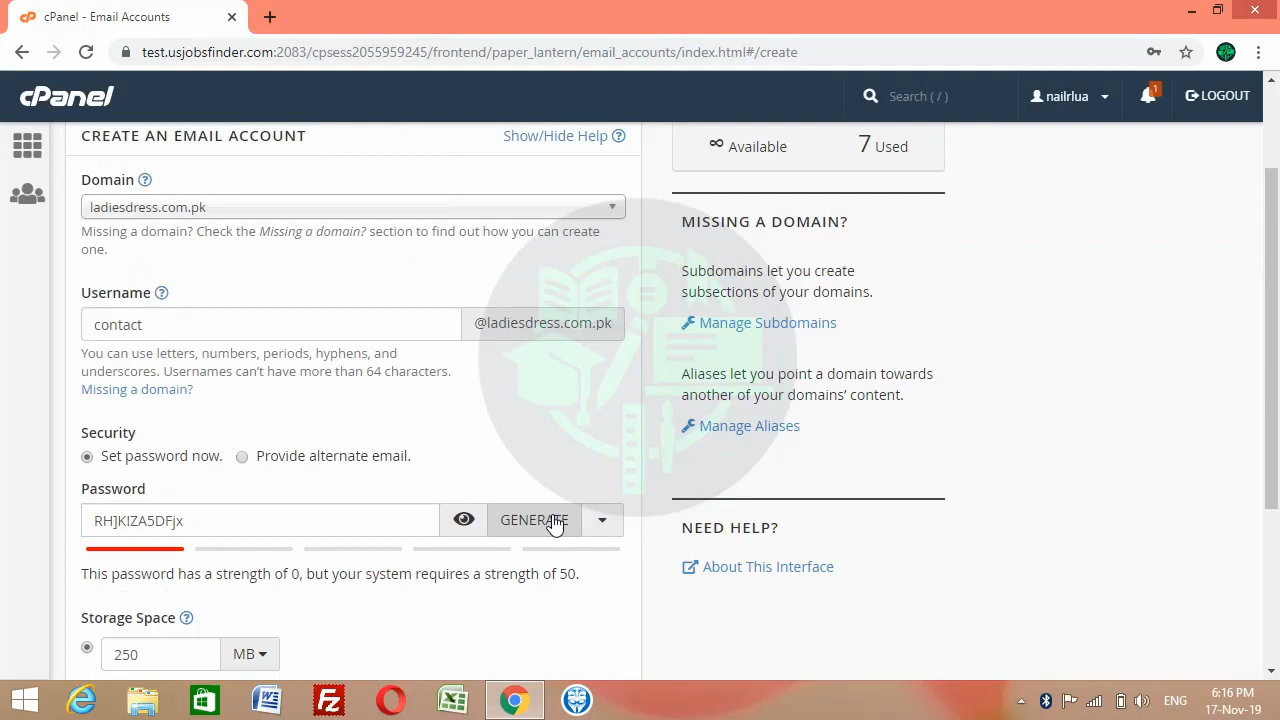 cPanel - Email Accounts
test.usjobsfinder.com:2083/cpsess2055959245/frontend/paper_lantern/email_accounts/index.html#/create
cPanel
Search ( / )
nailrlua
1
LOGOUT
CREATE AN EMAIL ACCOUNT
Show/Hide Help
∞ Available
7 Used
Domain
ladiesdress.com.pk
Missing a domain? Check the Missing a domain? section to find out how you can create
one.
Username
contact
@ladiesdress.com.pk
You can use letters, numbers, periods, hyphens, and
underscores. Usernames can't have more than 64 characters.
Missing a domain?
Security
Set password now.
Provide alternate email.
Password
RH]KIZA5DFjx
GENERATE
This password has a strength of 0, but your system requires a strength of 50.
Storage Space
250
MB
MISSING A DOMAIN?
Subdomains let you create
subsections of your domains.
Manage Subdomains
Aliases let you point a domain towards
another of your domains' content.
Manage Aliases
NEED HELP?
About This Interface
ENG
6:16 PM
17-Nov-19